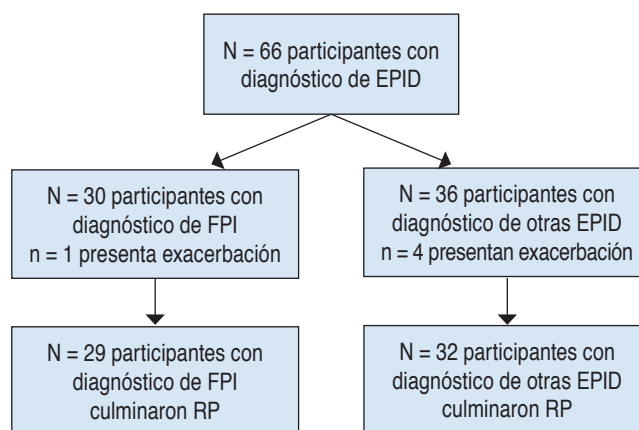 N = 66 participantes con
diagnóstico de EPID
N = 30 participantes con
diagnóstico de FPI
n = 1 presenta exacerbación
N = 36 participantes con
diagnóstico de otras EPID
n = 4 presentan exacerbación
N = 29 participantes con
diagnóstico de FPI
culminaron RP
N = 32 participantes con
diagnóstico de otras EPID
culminaron RP